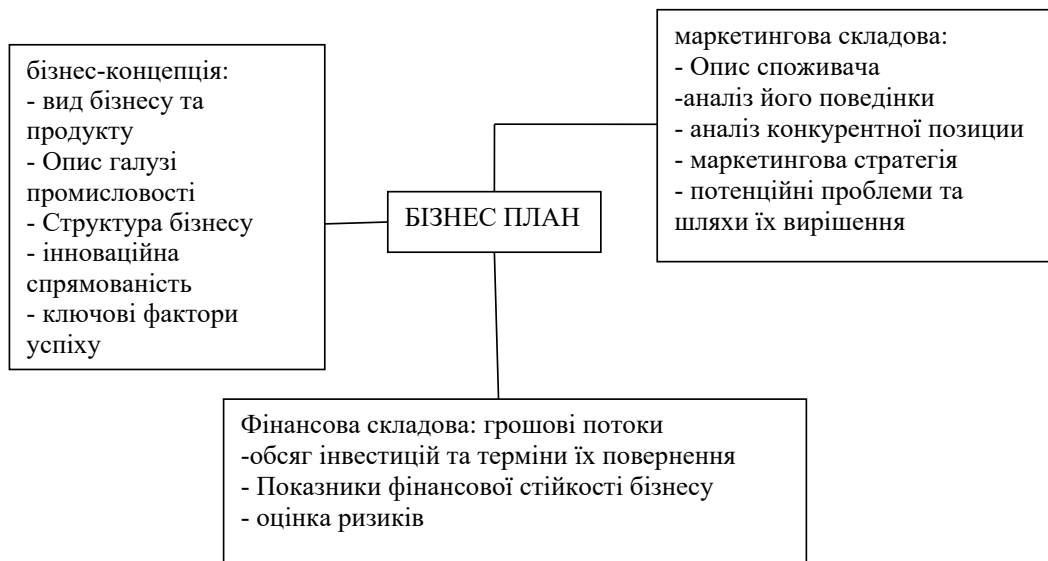 бізнес-концепція:
- вид бізнесу та
продукту
- Опис галузі
промисловості
- Структура бізнесу
- інноваційна
спрямованість
- ключові фактори
успіху
БІЗНЕС ПЛАН
маркетингова складова:
- Опис споживача
-аналіз його поведінки
- аналіз конкурентної позиции
- маркетингова стратегія
- потенційні проблеми та
шляхи їх вирішення
Фінансова складова: грошові потоки
-обсяг інвестицій та терміни їх повернення
- Показники фінансової стійкості бізнесу
- оцінка ризиків